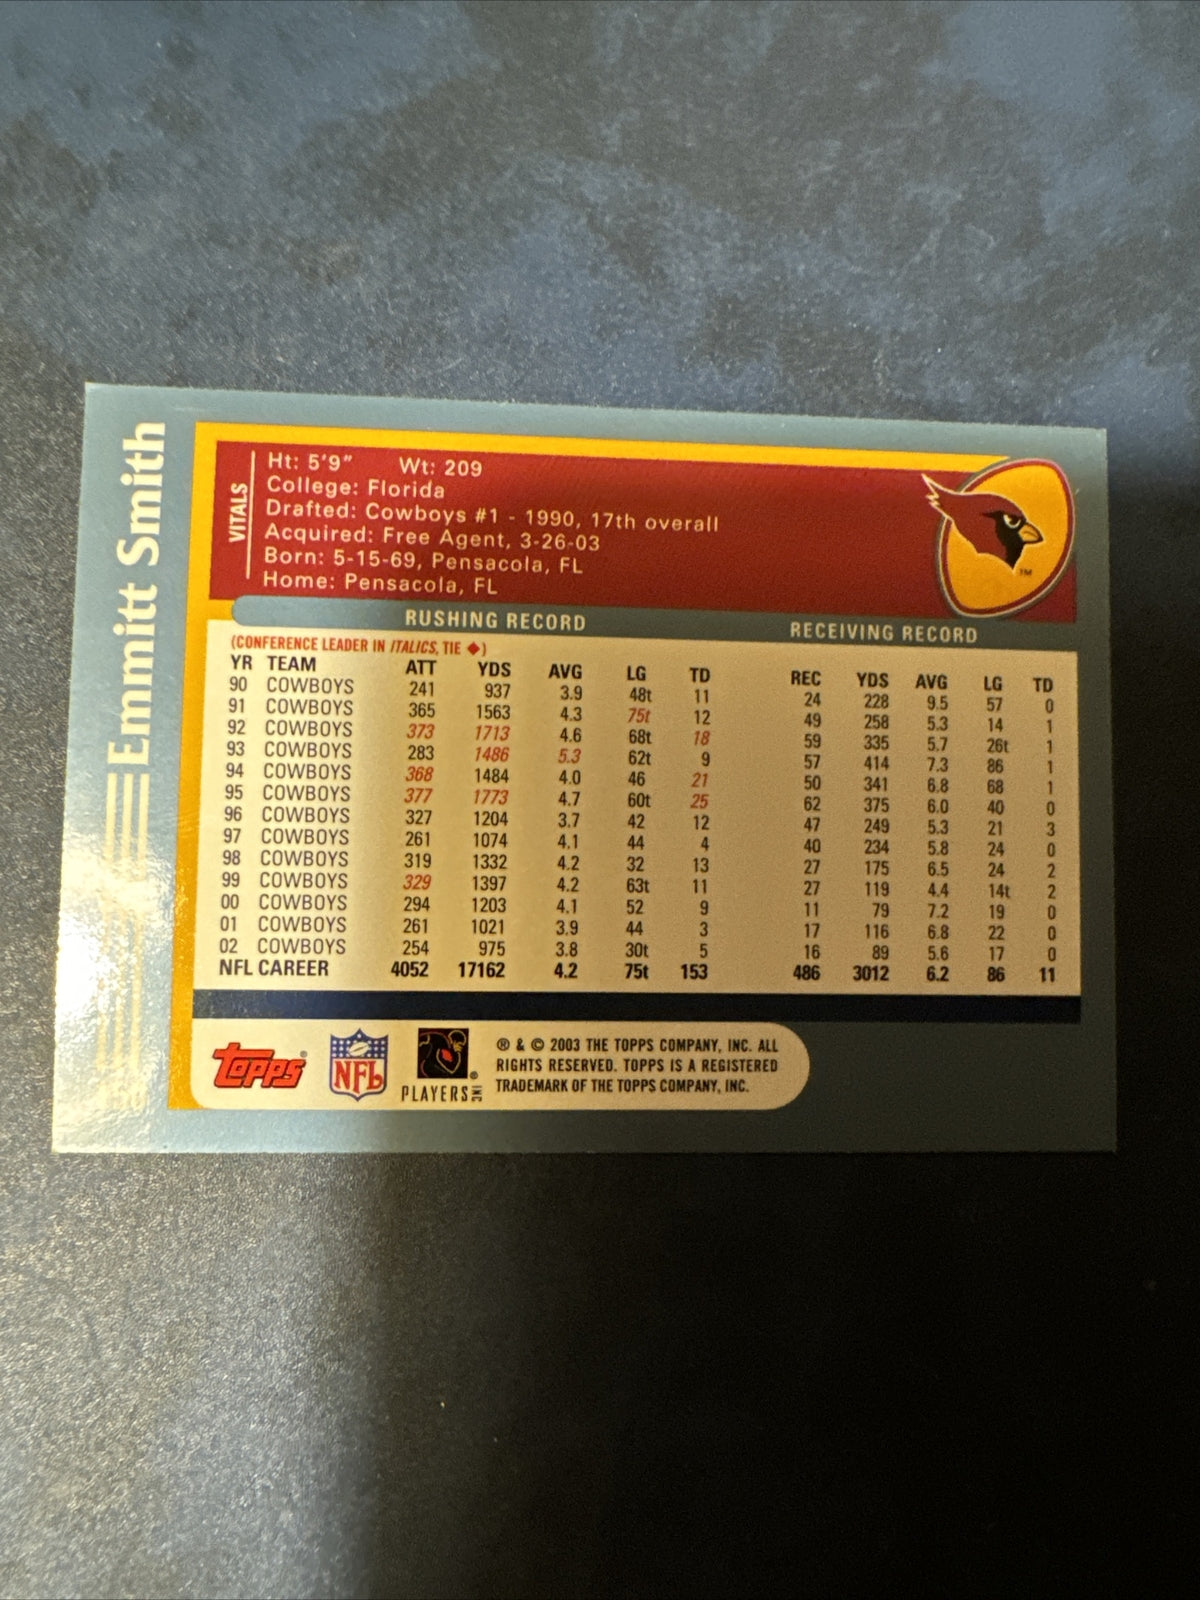 Emmitt Smith
VITALS
Ht: 5'9" Wt: 209
College: Florida
Drafted: Cowboys #1 - 1990, 17th overall
Acquired: Free Agent, 3-26-03
Born: 5-15-69, Pensacola, FL
Home: Pensacola, FL
TM
RUSHING RECORD RECEIVING RECORD
(CONFERENCE LEADER IN ITALICS, TIE ◆)
YR TEAM ATT YDS AVG LG TD REC YDS AVG LG TD
90 COWBOYS 241 937 3.9 48t 11 24 228 9.5 57 0
91 COWBOYS 365 1563 4.3 75t 12 49 258 5.3 14 1
92 COWBOYS 373 1713 4.6 68t 18 59 335 5.7 26t 1
93 COWBOYS 283 1486 5.3 62t 9 57 414 7.3 86 1
94 COWBOYS 368 1484 4.0 46 21 50 341 6.8 68 1
95 COWBOYS 377 1773 4.7 60t 25 62 375 6.0 40 0
96 COWBOYS 327 1204 3.7 42 12 47 249 5.3 21 3
97 COWBOYS 261 1074 4.1 44 4 40 234 5.8 24 0
98 COWBOYS 319 1332 4.2 32 13 27 175 6.5 24 2
99 COWBOYS 329 1397 4.2 63t 11 27 119 4.4 14t 2
00 COWBOYS 294 1203 4.1 52 9 11 79 7.2 19 0
01 COWBOYS 261 1021 3.9 44 3 17 116 6.8 22 0
02 COWBOYS 254 975 3.8 30t 5 16 89 5.6 17 0
NFL CAREER 4052 17162 4.2 75t 153 486 3012 6.2 86 11
Topps®
NFL
PLAYERS INC ®
® & © 2003 THE TOPPS COMPANY, INC. ALL
RIGHTS RESERVED. TOPPS IS A REGISTERED
TRADEMARK OF THE TOPPS COMPANY, INC.